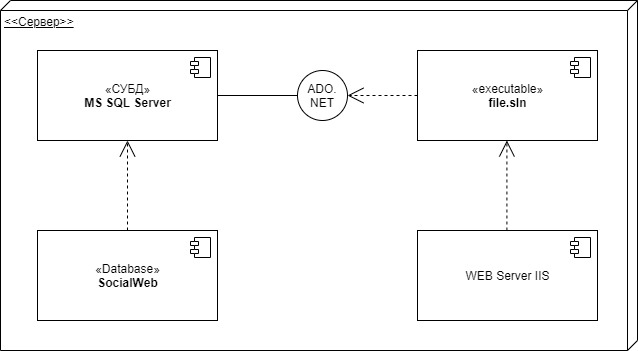 <<Сервер>>
«СУБД»
MS SQL Server
ADO.
NET
«executable»
file.sln
«Database»
SocialWeb
WEB Server IIS